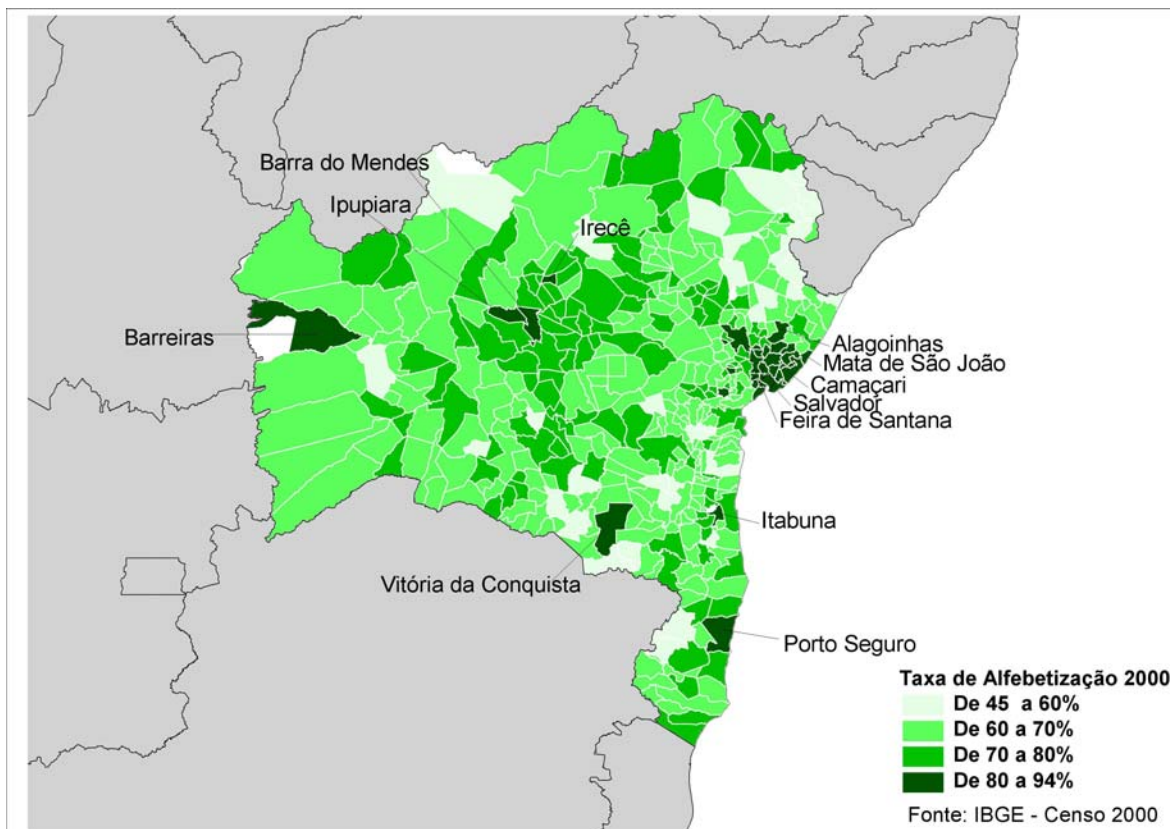 Barra do Mendes
Ipupiara
Irecê
Barreiras
Alagoinhas
Mata de São João
Camaçari
Salvador
Feira de Santana
Itabuna
Vitória da Conquista
Porto Seguro
Taxa de Alfebetização 2000
De 45 a 60%
De 60 a 70%
De 70 a 80%
De 80 a 94%
Fonte: IBGE - Censo 2000